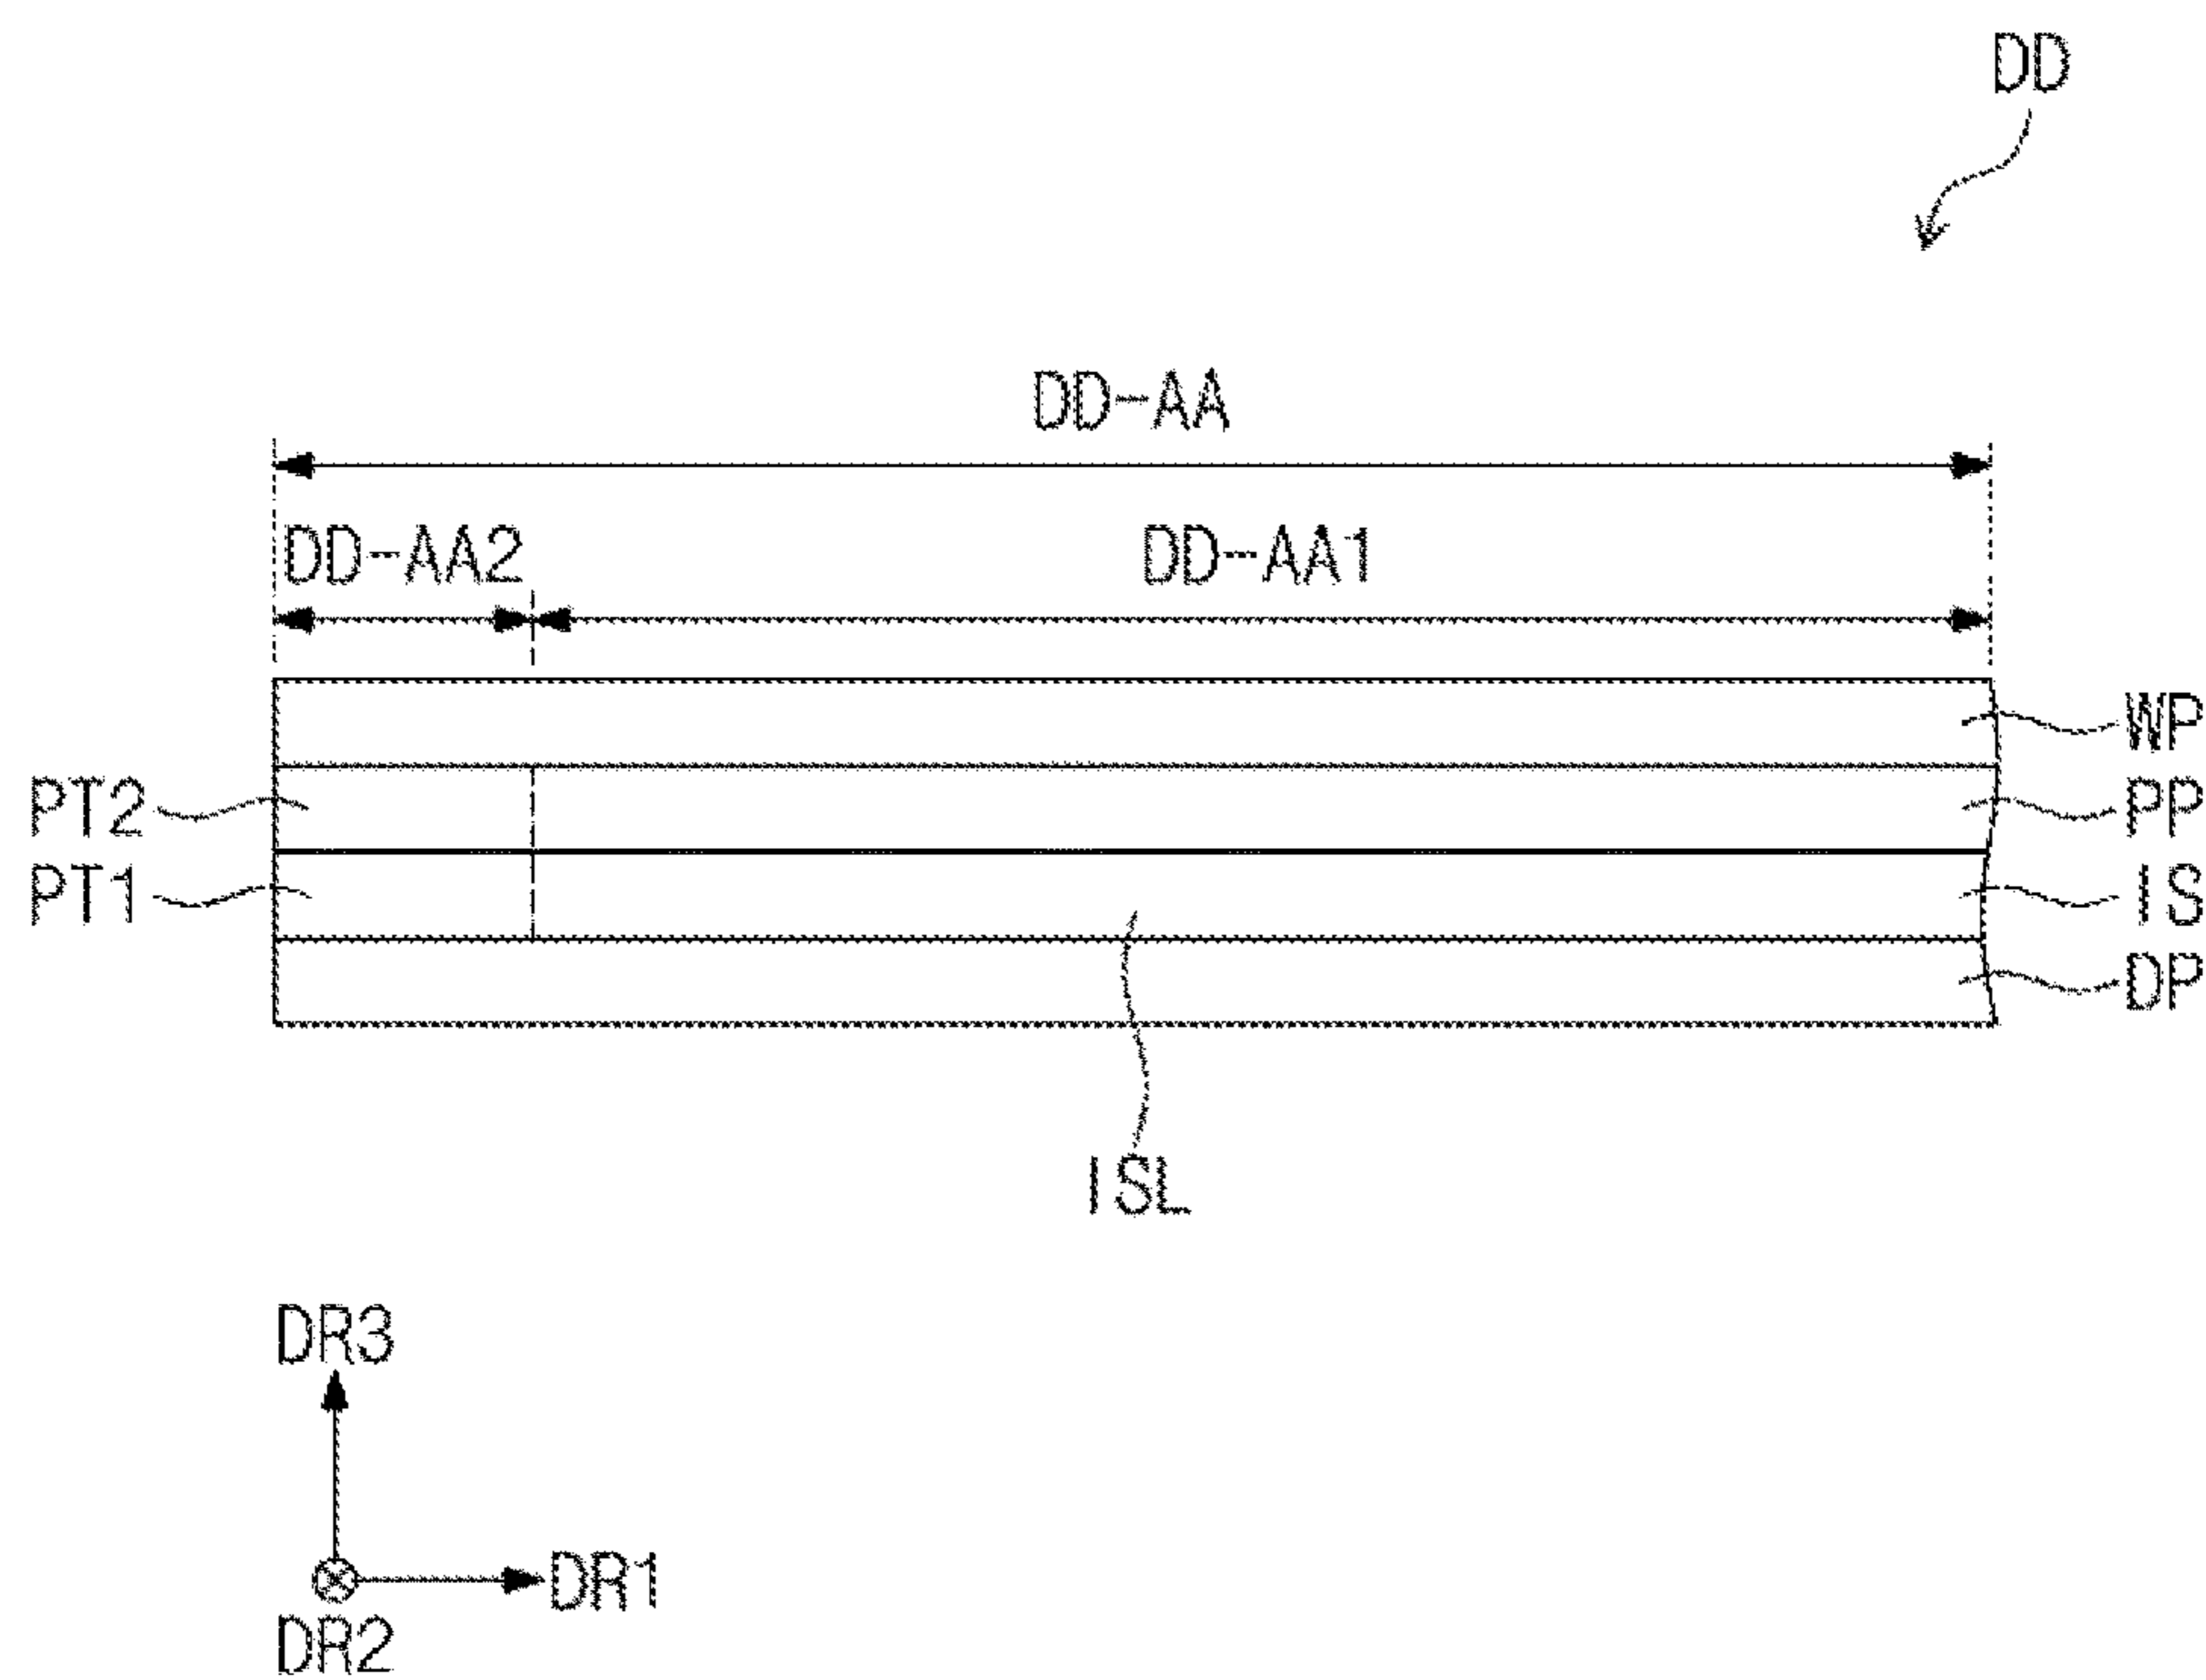 DD
DD-AA
DD-AA2
DD-AA1
WP
PT2
PP
PT1
IS
DP
ISL
DR3
DR1
DR2